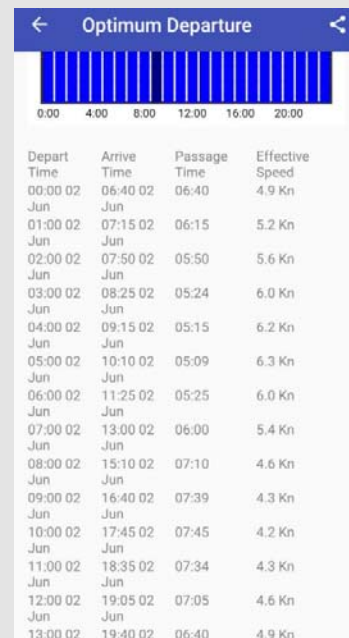 Optimum Departure
0:00 4:00 8:00 12:00 16:00 20:00
Depart Arrive Passage Effective
Time Time Time Speed
00:00 02 06:40 02 06:40 4.9 Kn
Jun Jun
01:00 02 07:15 02 06:15 5.2 Kn
Jun Jun
02:00 02 07:50 02 05:50 5.6 Kn
Jun Jun
03:00 02 08:25 02 05:24 6.0 Kn
Jun Jun
04:00 02 09:15 02 05:15 6.2 Kn
Jun Jun
05:00 02 10:10 02 05:09 6.3 Kn
Jun Jun
06:00 02 11:25 02 05:25 6.0 Kn
Jun Jun
07:00 02 13:00 02 06:00 5.4 Kn
Jun Jun
08:00 02 15:10 02 07:10 4.6 Kn
Jun Jun
09:00 02 16:40 02 07:39 4.3 Kn
Jun Jun
10:00 02 17:45 02 07:45 4.2 Kn
Jun Jun
11:00 02 18:35 02 07:34 4.3 Kn
Jun Jun
12:00 02 19:05 02 07:05 4.6 Kn
Jun Jun
13:00 02 19:40 02 06:40 4.9 Kn